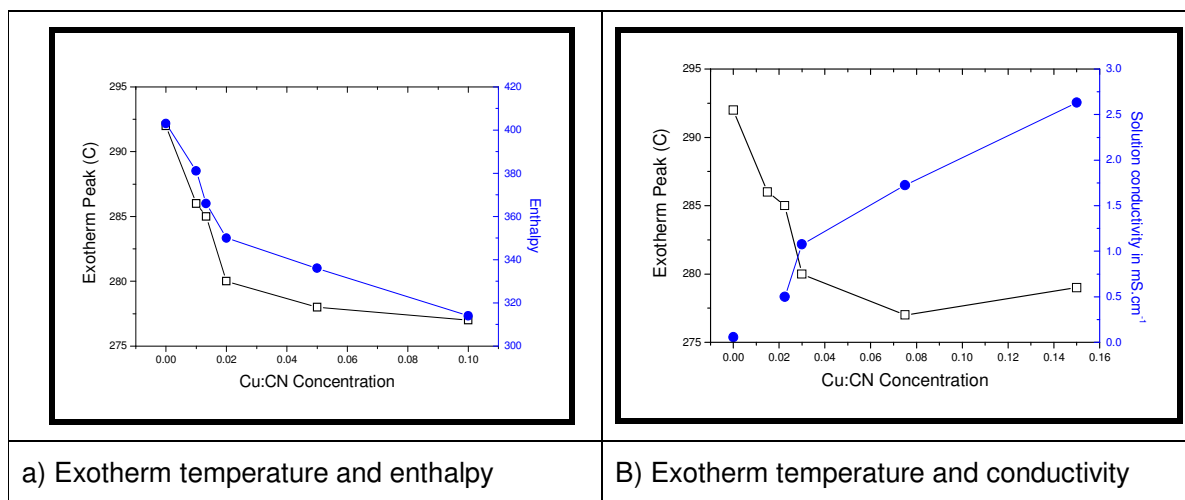 295
290
285
280
275
Exotherm Peak (C)
420
400
380
360
340
320
300
Enthalpy
0.00 0.02 0.04 0.06 0.08 0.10
Cu:CN Concentration
295
290
285
280
275
Exotherm Peak (C)
3.0
2.5
2.0
1.5
1.0
0.5
0.0
Solution conductivity in mS.cm⁻¹
0.00 0.02 0.04 0.06 0.08 0.10 0.12 0.14 0.16
Cu:CN Concentration
a) Exotherm temperature and enthalpy
B) Exotherm temperature and conductivity